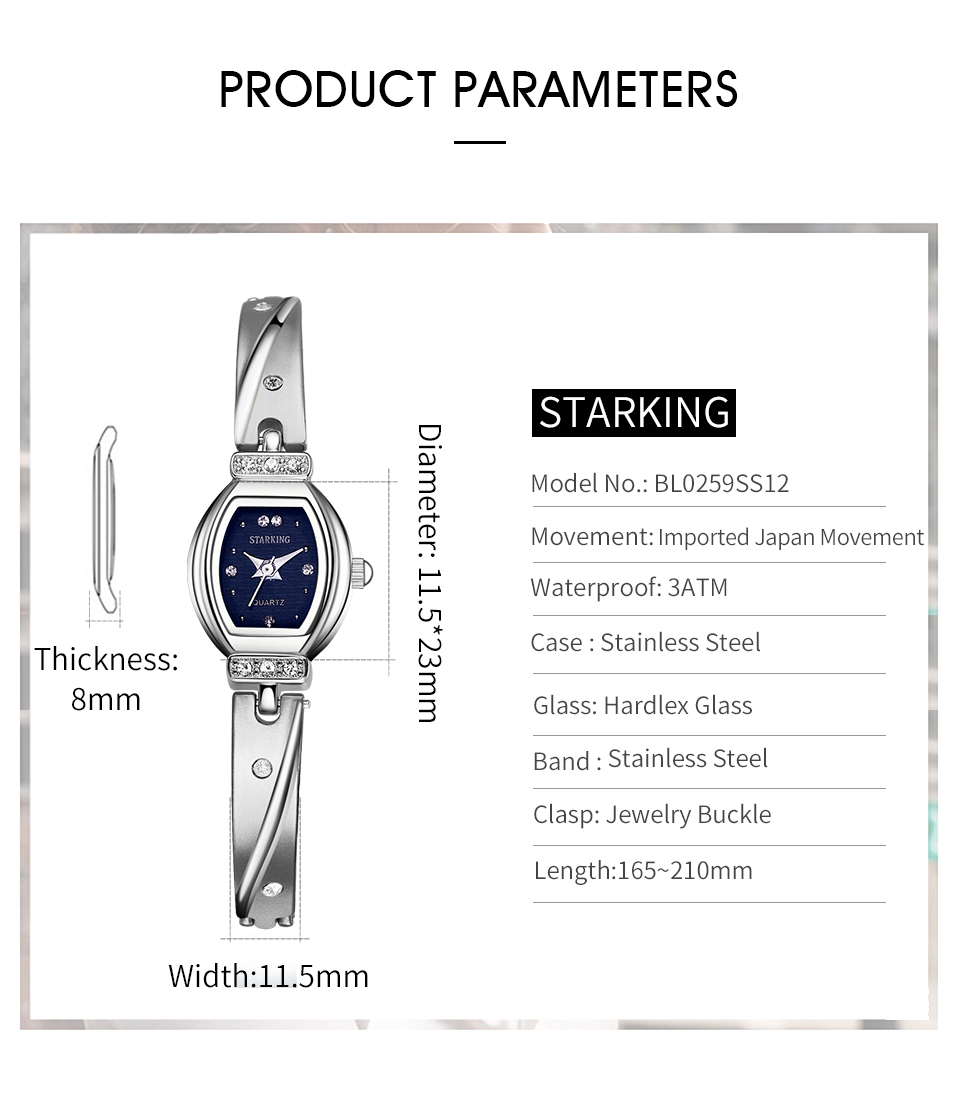 PRODUCT PARAMETERS
STARKING
QUARTZ
Thickness:
8mm
Diameter: 11.5*23mm
Width:11.5mm
STARKING
Model No.: BL0259SS12
Movement: Imported Japan Movement
Waterproof: 3ATM
Case : Stainless Steel
Glass: Hardlex Glass
Band : Stainless Steel
Clasp: Jewelry Buckle
Length:165~210mm